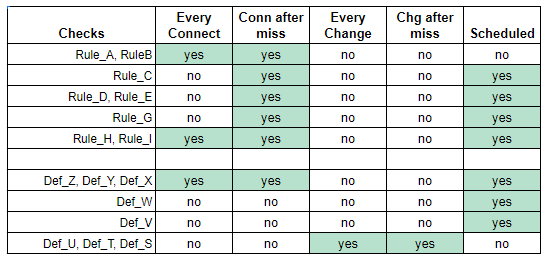 Checks Every Connect Conn after miss Every Change Chg after miss Scheduled
Rule_A, RuleB yes yes no no no
Rule_C no yes no no yes
Rule_D, Rule_E no yes no no yes
Rule_G no yes no no yes
Rule_H, Rule_I yes yes no no yes
Def_Z, Def_Y, Def_X yes yes no no yes
Def_W no no no no yes
Def_V no no no no yes
Def_U, Def_T, Def_S no no yes yes no